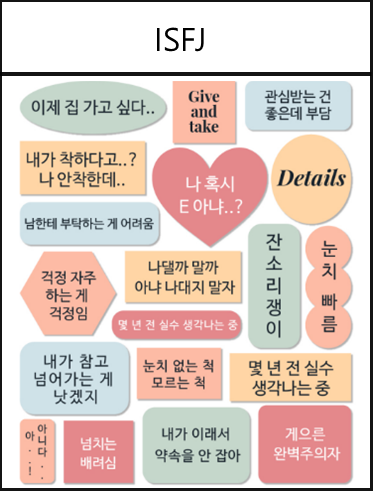 ISFJ
이제 집 가고 싶다..
Give
and
take
관심받는 건
좋은데 부담
내가 착하다고..?
나 안착한데..
나 혹시
E 아냐..?
Details
남한테 부탁하는 게 어려움
걱정 자주
하는 게
걱정임
나댈까 말까
아냐 나대지 말자
잔소리쟁이
눈치 빠름
몇 년 전 실수 생각나는 중
내가 참고
넘어가는 게
낫겠지
눈치 없는 척
모르는 척
몇 년 전 실수
생각나는 중
아..!
아니다..
넘치는
배려심
내가 이래서
약속을 안 잡아
게으른
완벽주의자